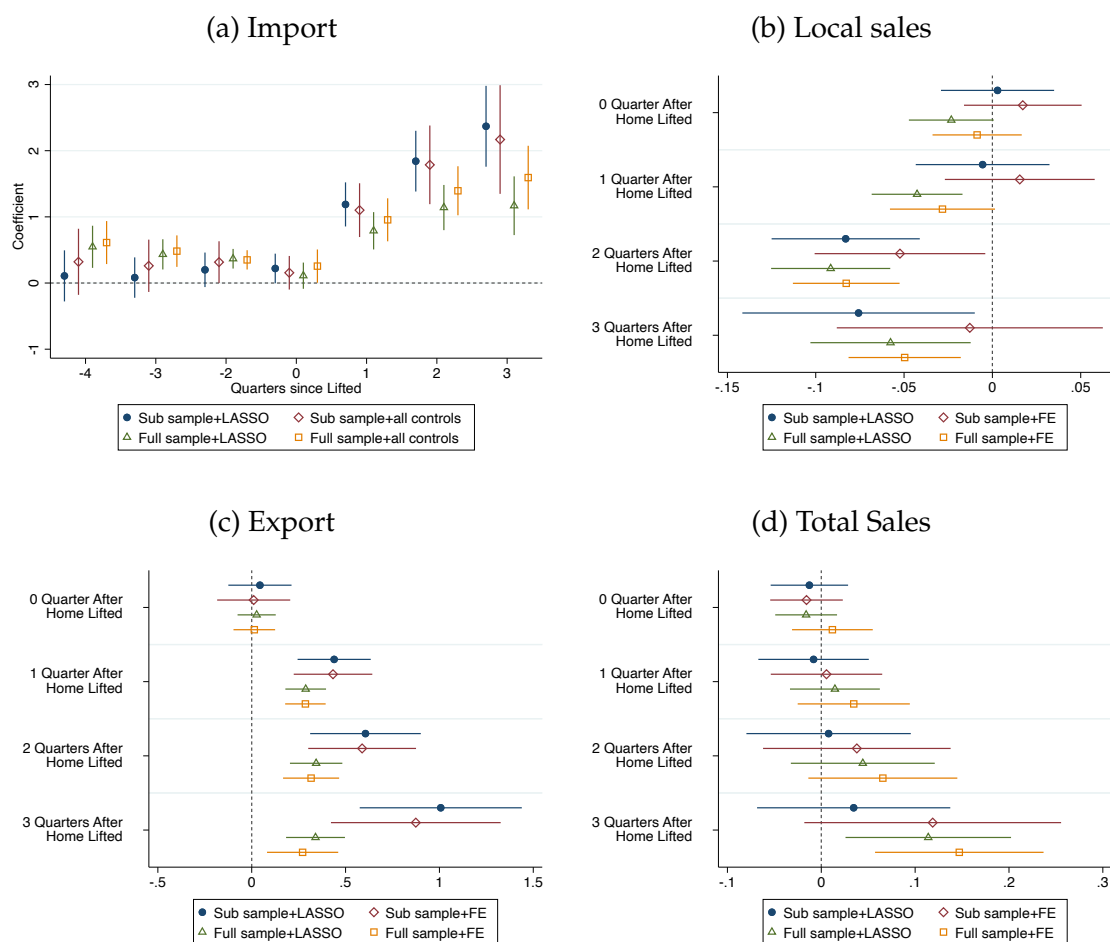 (a) Import
3
2
1
0
-1
Coefficient
-4
-3
-2
-1
0
1
2
3
Quarters since Lifted
Sub sample+LASSO
Sub sample+all controls
Full sample+LASSO
Full sample+all controls
(b) Local sales
0 Quarter After
Home Lifted
1 Quarter After
Home Lifted
2 Quarters After
Home Lifted
3 Quarters After
Home Lifted
-.15
-.1
-.05
0
.05
Sub sample+LASSO
Sub sample+FE
Full sample+LASSO
Full sample+FE
(c) Export
0 Quarter After
Home Lifted
1 Quarter After
Home Lifted
2 Quarters After
Home Lifted
3 Quarters After
Home Lifted
-.5
0
.5
1
1.5
Sub sample+LASSO
Sub sample+FE
Full sample+LASSO
Full sample+FE
(d) Total Sales
0 Quarter After
Home Lifted
1 Quarter After
Home Lifted
2 Quarters After
Home Lifted
3 Quarters After
Home Lifted
-.1
0
.1
.2
.3
Sub sample+LASSO
Sub sample+FE
Full sample+LASSO
Full sample+FE